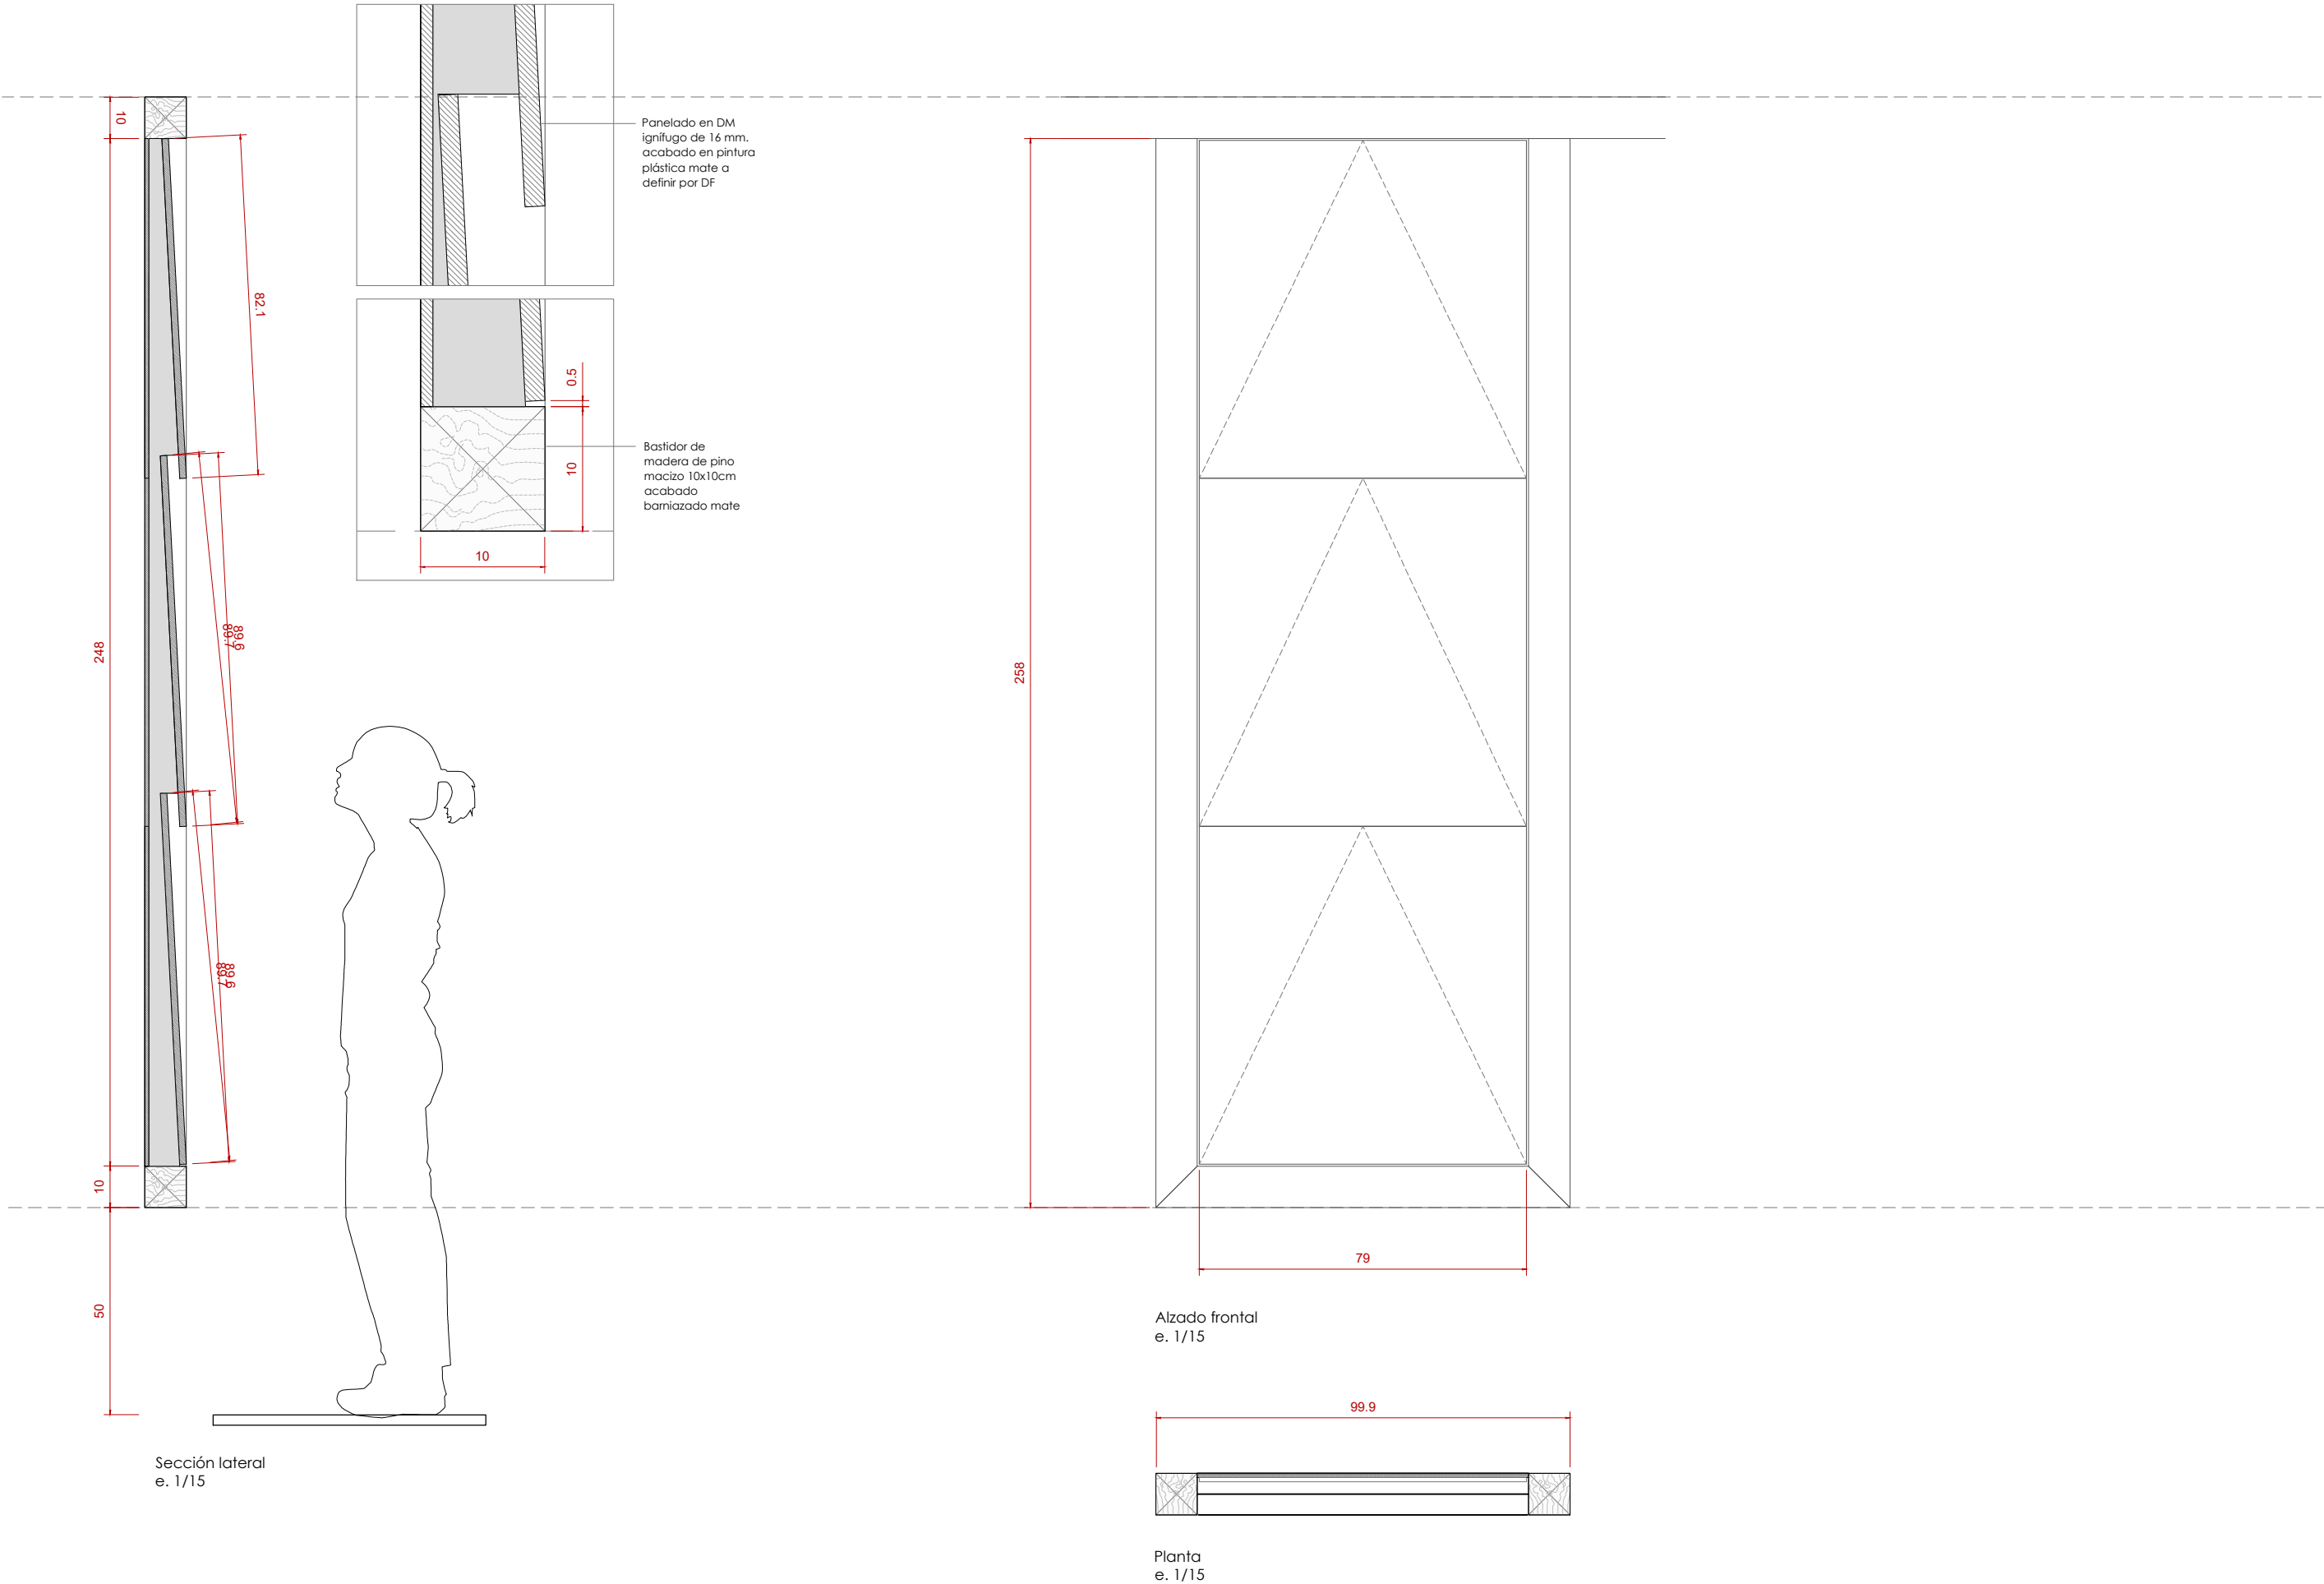 10
Panelado en DM
ignífugo de 16 mm.
acabado en pintura
plástica mate a
definir por DF
82.1
0.5
10
Bastidor de
madera de pino
macizo 10x10cm
acabado
barniazado mate
10
248
89.6
89.7
258
89.6
89.7
10
50
79
Alzado frontal
e. 1/15
99.9
Sección lateral
e. 1/15
Planta
e. 1/15